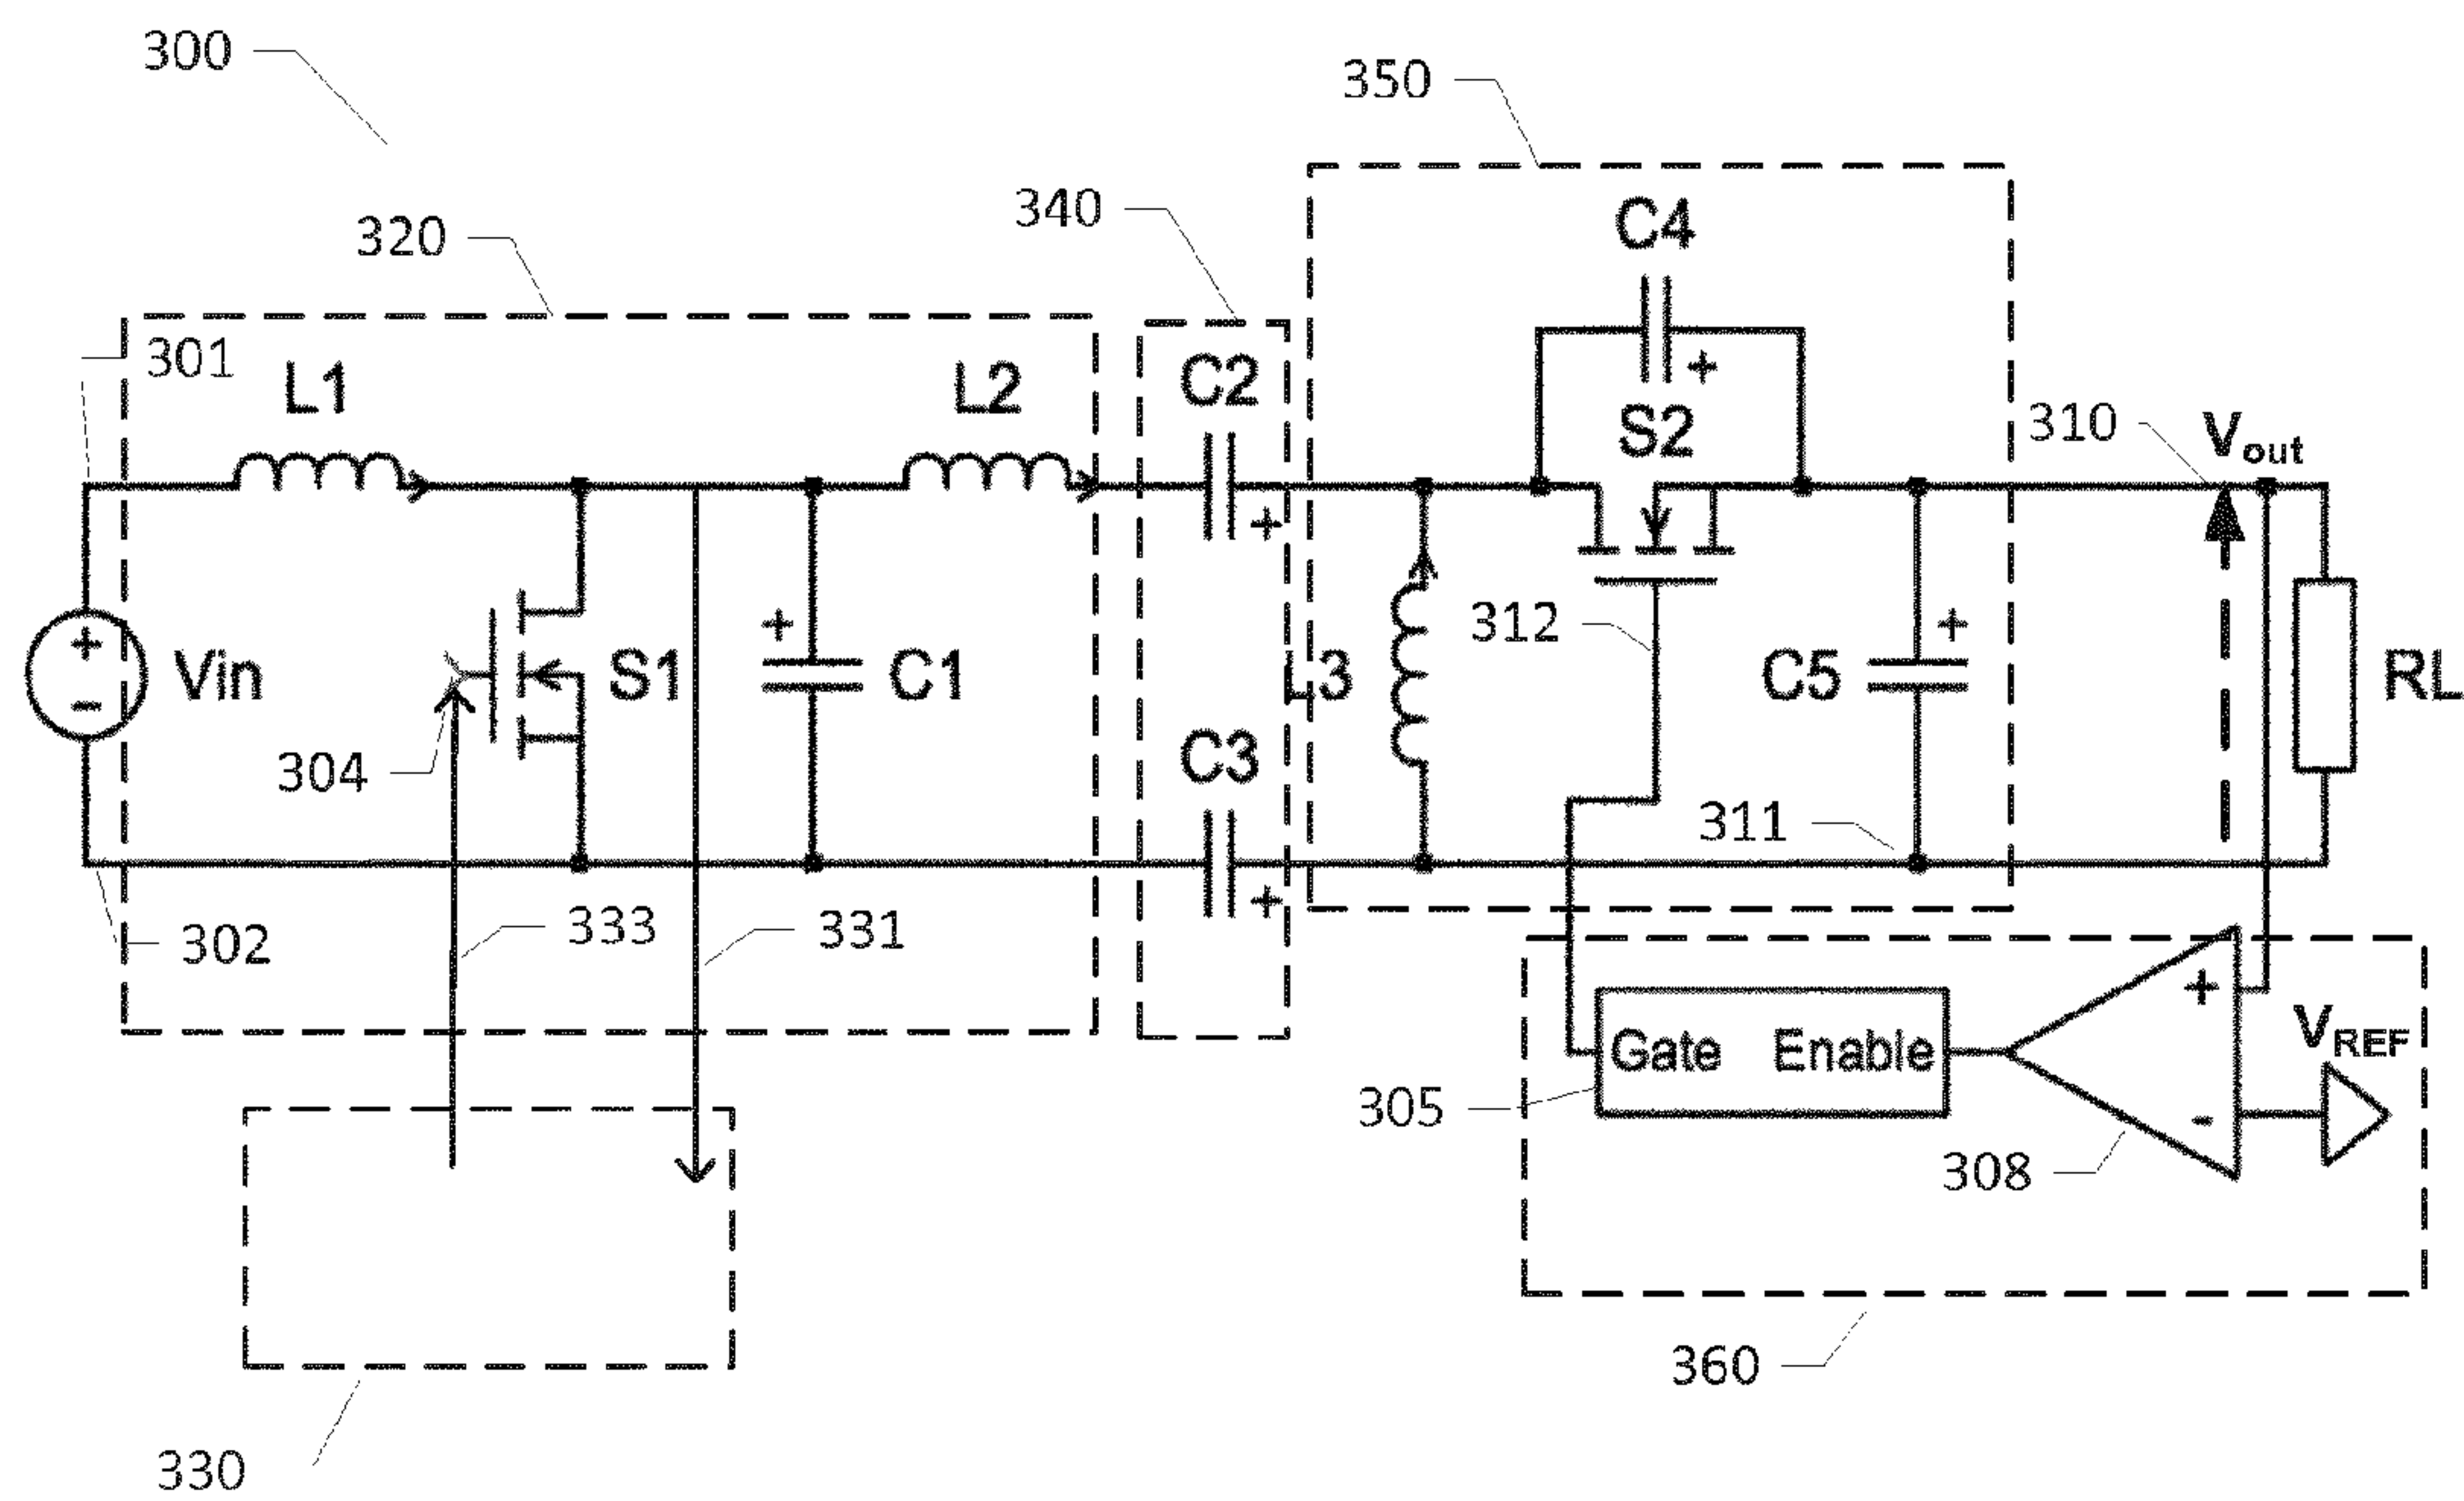 300
350
340
320
C4
301
L1
L2
C2
S2
310
Vout
+
+
+
-
Vin
304
S1
+
C1
L3
312
+
C5
RL
C3
311
+
302
333
331
+
VREF
Gate Enable
305
-
308
360
330